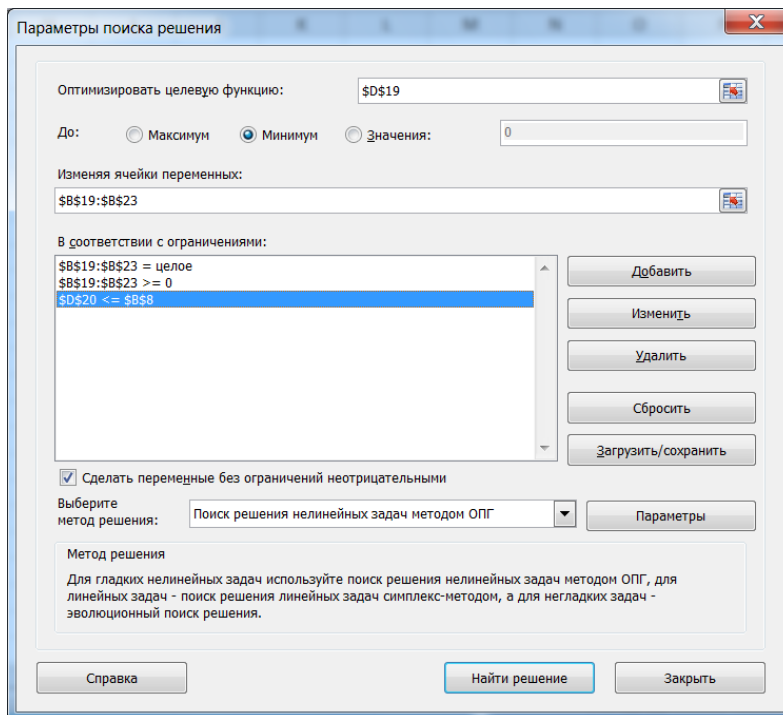 Параметры поиска решения
K L M N O
Оптимизировать целевую функцию: $D$19
До: Максимум Минимум Значения: 0
Изменяя ячейки переменных:
$B$19:$B$23
В соответствии с ограничениями:
$B$19:$B$23 = целое
$B$19:$B$23 >= 0
$D$20 <= $B$8
Добавить
Изменить
Удалить
Сбросить
Загрузить/сохранить
Сделать переменные без ограничений неотрицательными
Выберите
метод решения: Поиск решения нелинейных задач методом ОПГ Параметры
Метод решения
Для гладких нелинейных задач используйте поиск решения нелинейных задач методом ОПГ, для
линейных задач - поиск решения линейных задач симплекс-методом, а для негладких задач -
эволюционный поиск решения.
Справка Найти решение Закрыть